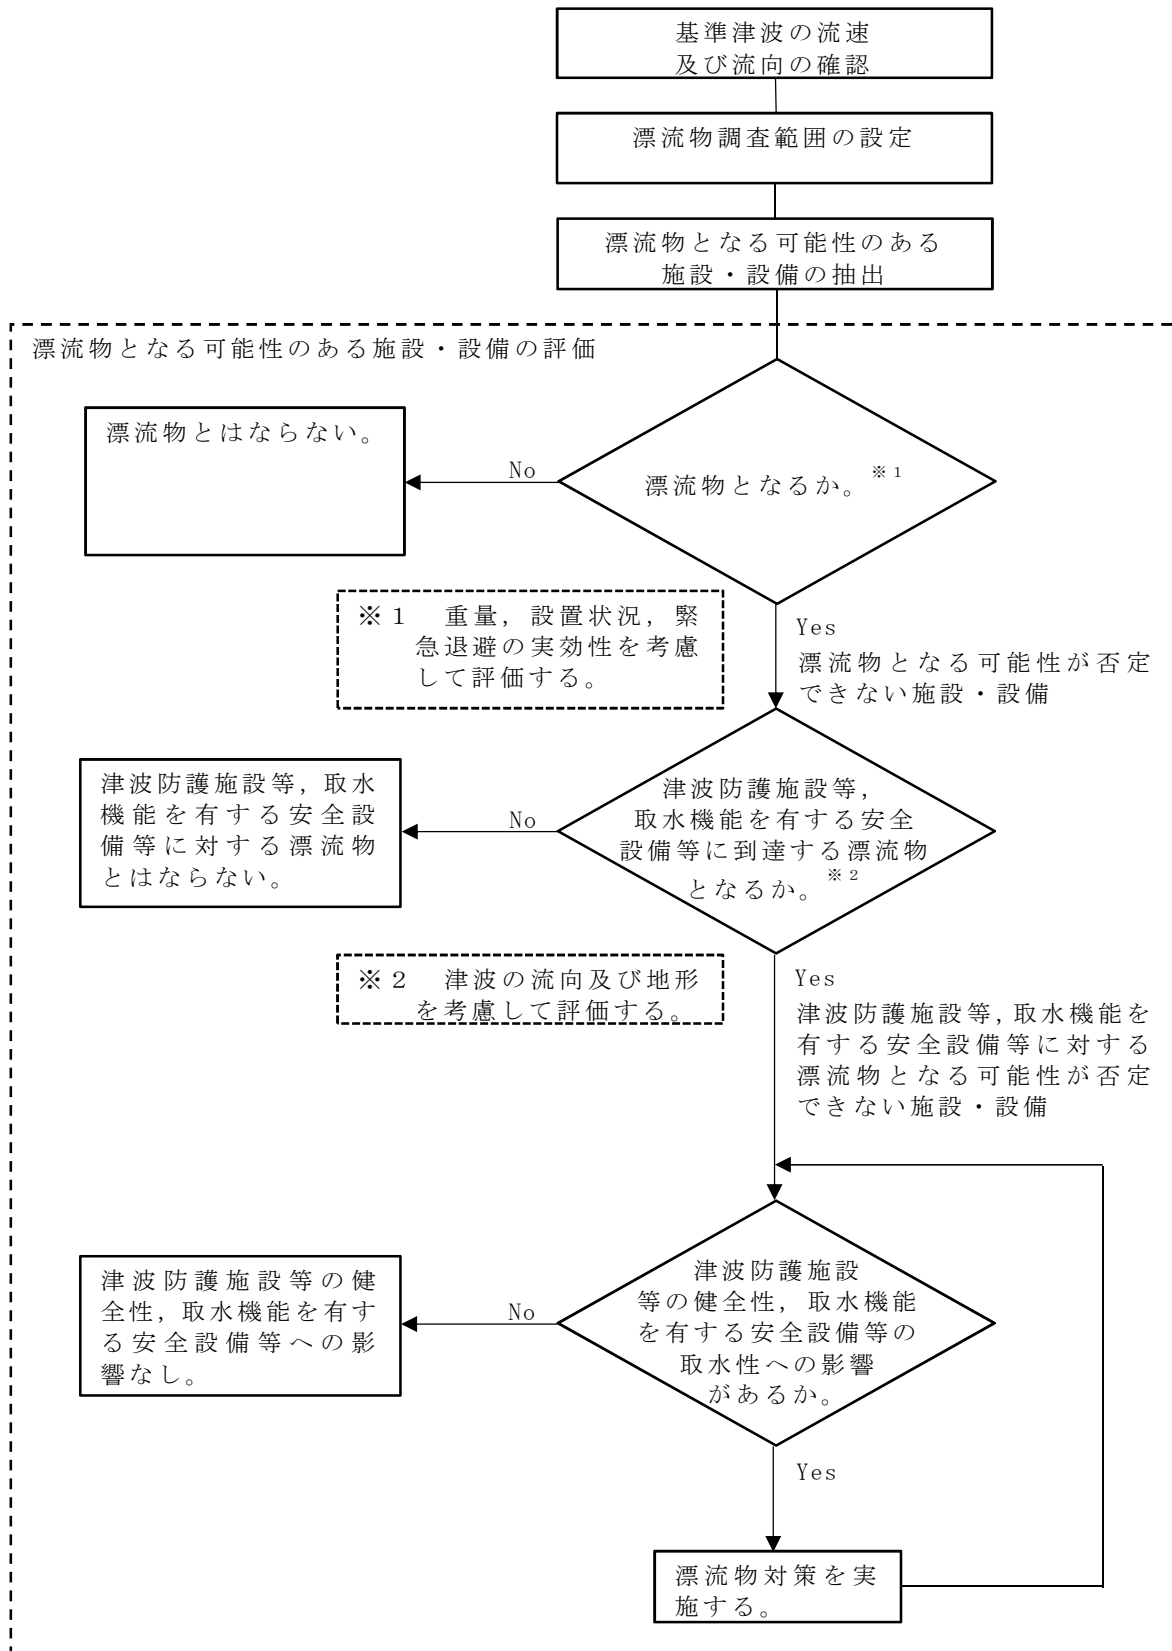 基準津波の流速
及び流向の確認
漂流物調査範囲の設定
漂流物となる可能性のある
施設・設備の抽出
漂流物となる可能性のある施設・設備の評価
漂流物とはならない。
No
漂流物となるか。※1
※1 重量，設置状況，緊
急退避の実効性を考慮
して評価する。
Yes
漂流物となる可能性が否定
できない施設・設備
津波防護施設等，取水
機能を有する安全設
備等に対する漂流物
とはならない。
No
津波防護施設等，
取水機能を有する安全
設備等に到達する漂流物
となるか。※2
※2 津波の流向及び地形
を考慮して評価する。
Yes
津波防護施設等，取水機能を
有する安全設備等に対する
漂流物となる可能性が否定
できない施設・設備
津波防護施設等の健
全性，取水機能を有す
る安全設備等への影
響なし。
No
津波防護施設
等の健全性，取水機能
を有する安全設備等の
取水性への影響
があるか。
Yes
漂流物対策を実
施する。